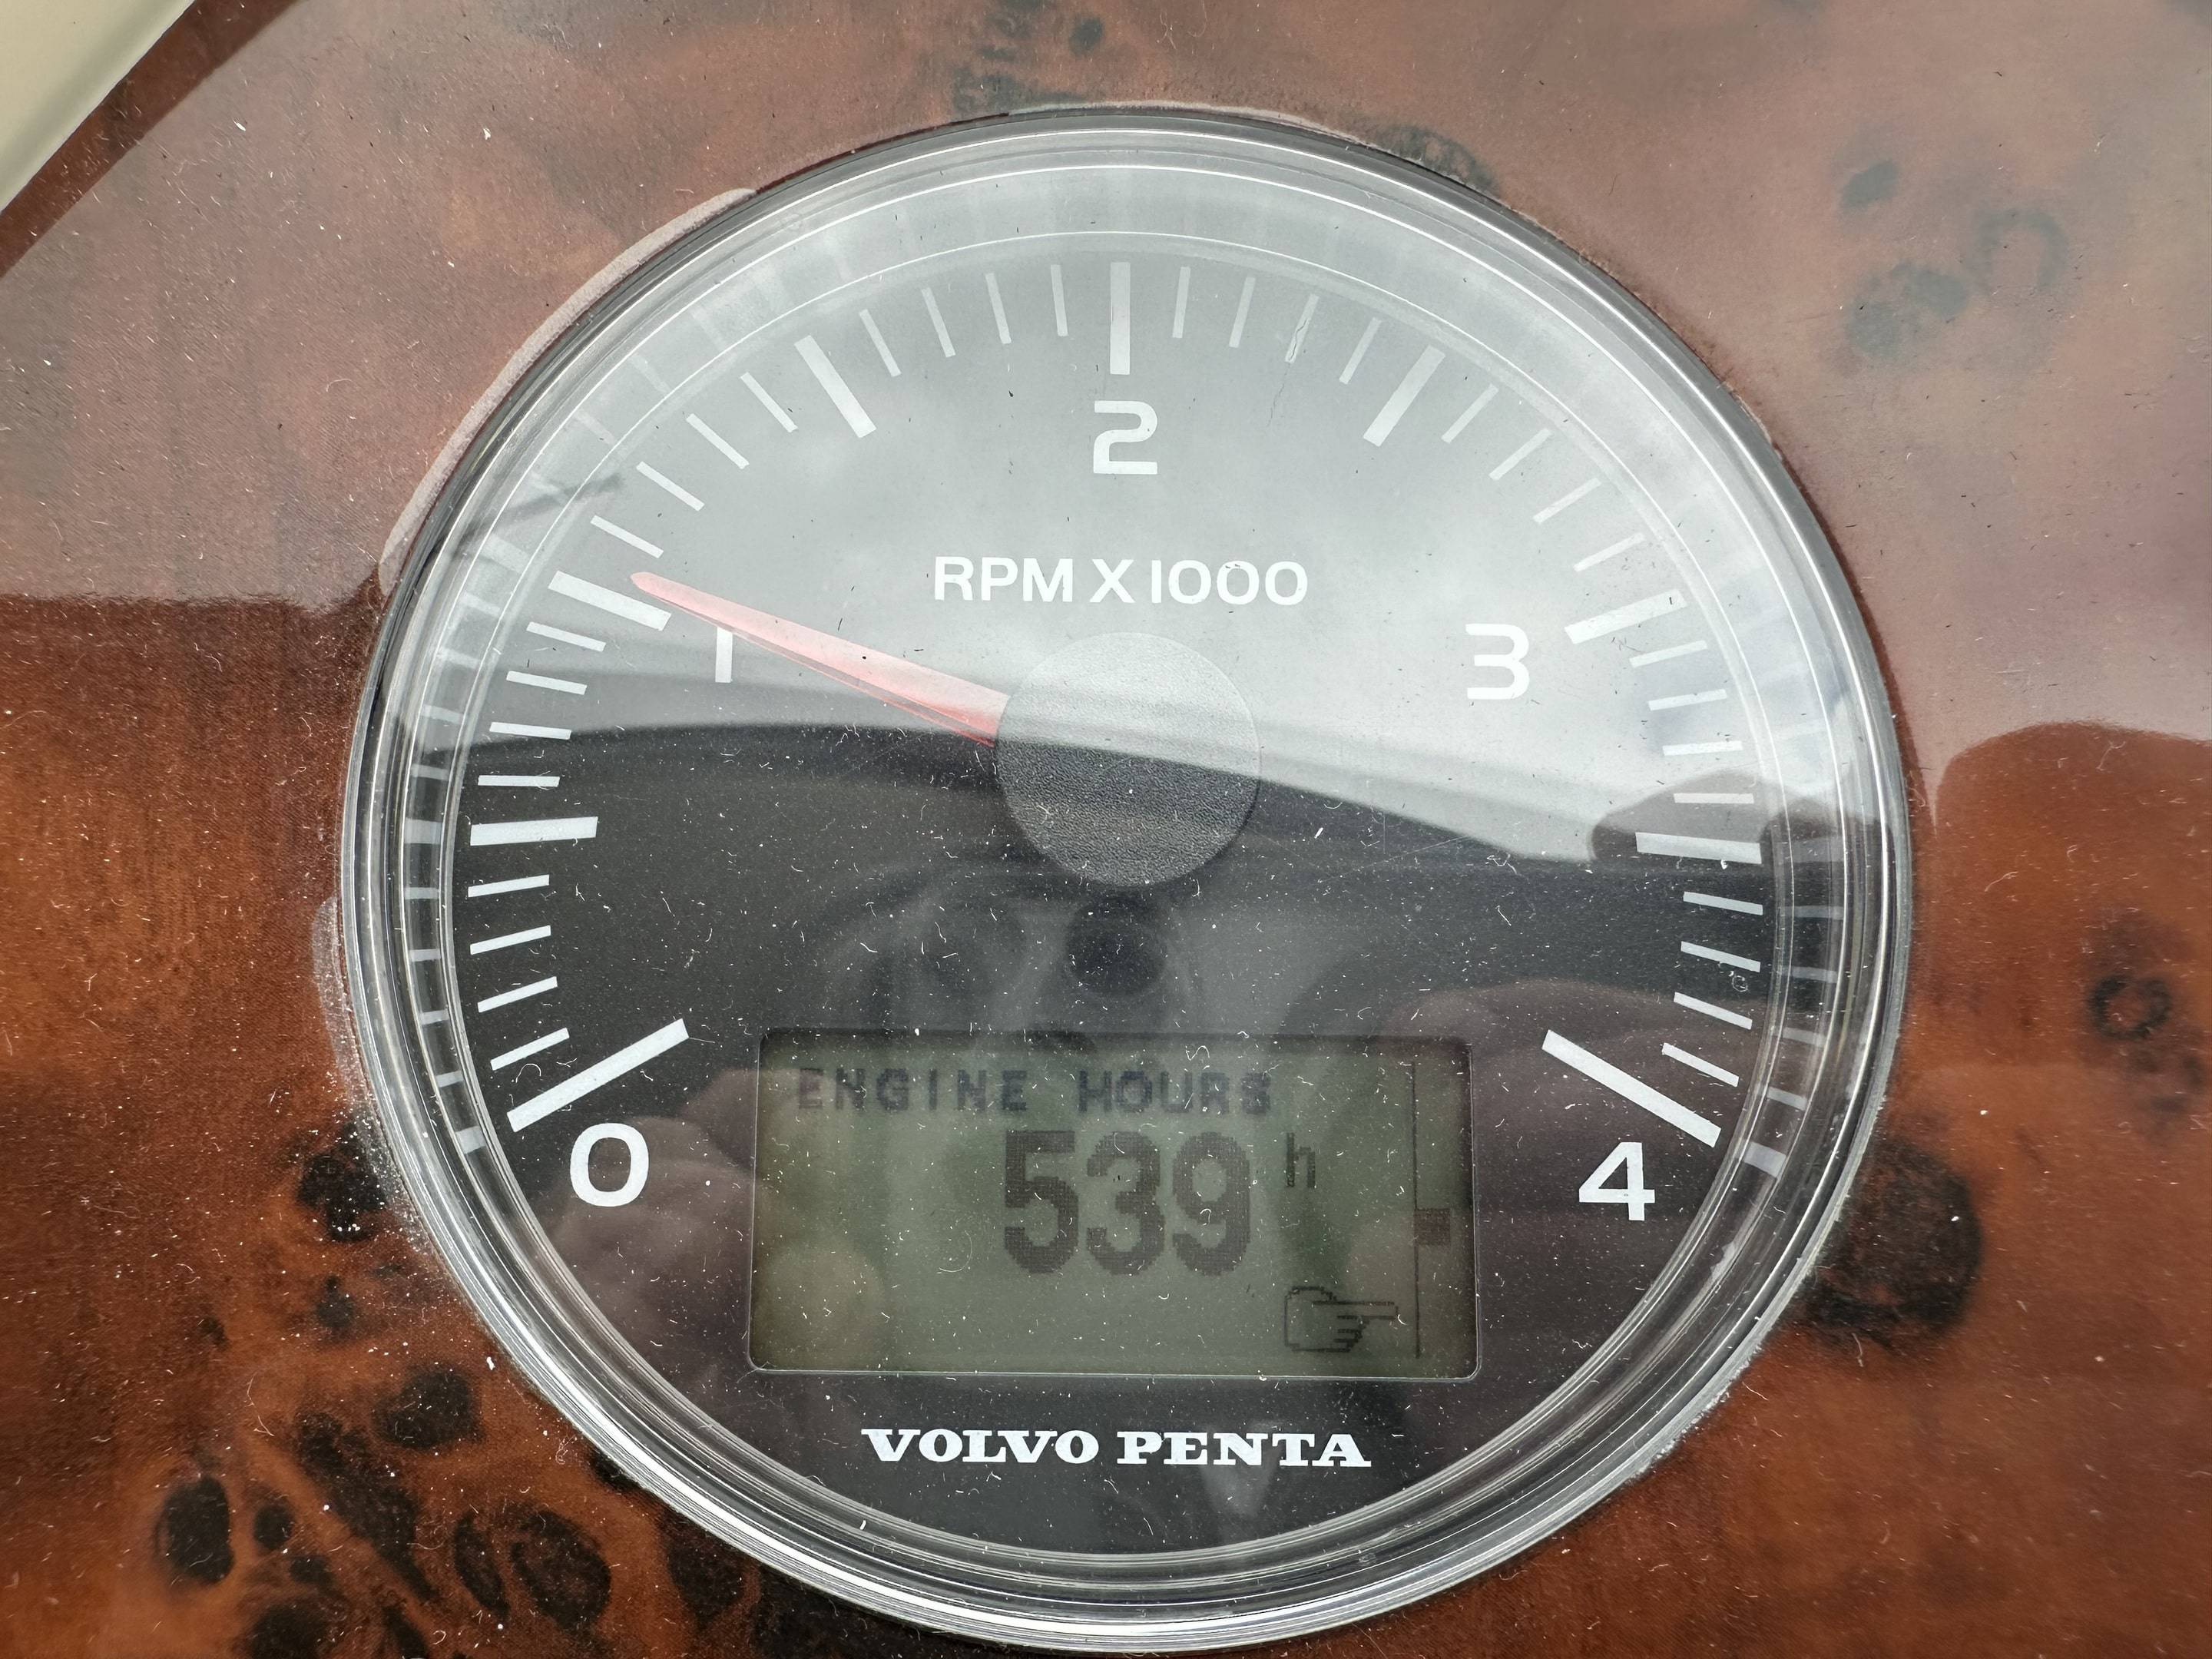 2
RPM X 1000
1
3
0
4
ENGINE HOURS
539 h
VOLVO PENTA